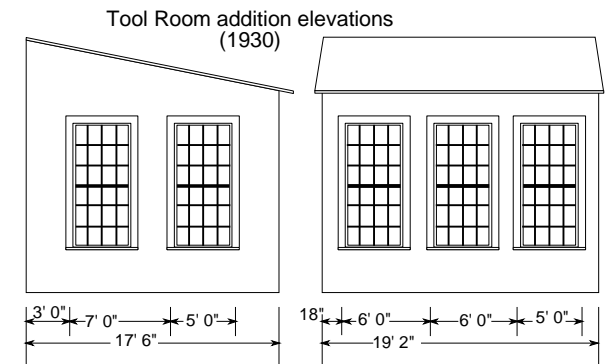 Tool Room addition elevations
(1930)
3' 0" 7' 0" 5' 0"
17' 6"
18" 6' 0" 6' 0" 5' 0"
19' 2"